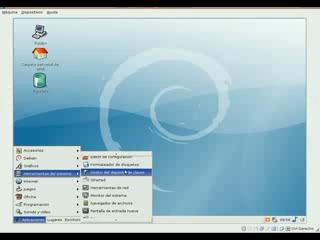 Máquina Dispositivos Ayuda
Equipo
Carpeta personal de
Papelera
Accesorios
Debian
Gráficos
Herramientas del sistema
Internet
Juegos
Oficina
Programación
Sonido y vídeo
Editor de configuración
Formateador de disquetes
Gestor del depósito de claves
GParted
Herramientas de red
Monitor del sistema
Navegador de archivos
Pantalla de entrada nueva
Aplicaciones Lugares Escritorio